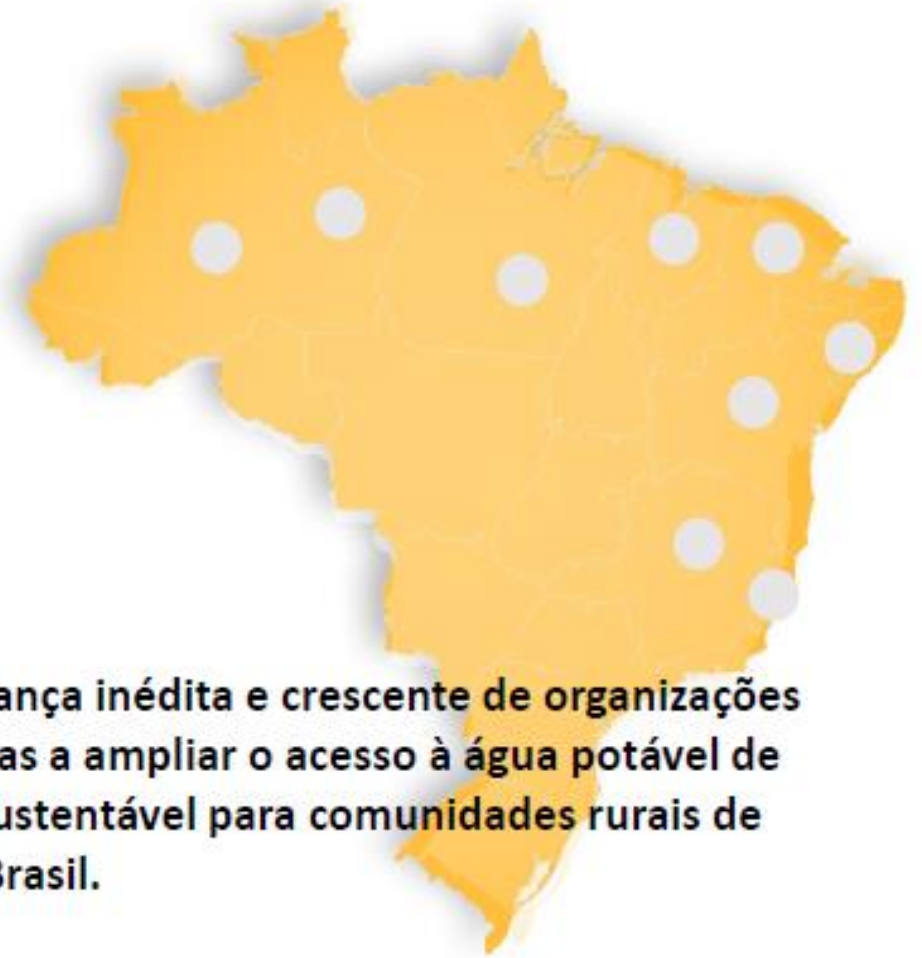 ança inédita e crescente de organizações
as a ampliar o acesso à água potável de
ustentável para comunidades rurais de
Brasil.